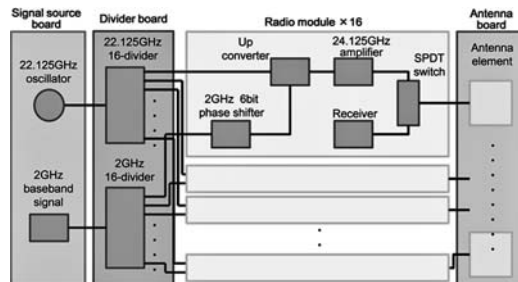 Signal source
board
Divider board
Radio module × 16
Antenna
board
22.125GHz
oscillator
22.125GHz
16-divider
Up
converter
24.125GHz
amplifier
SPDT
switch
Antenna
element
2GHz 6bit
phase shifter
Receiver
2GHz
baseband
signal
2GHz
16-divider